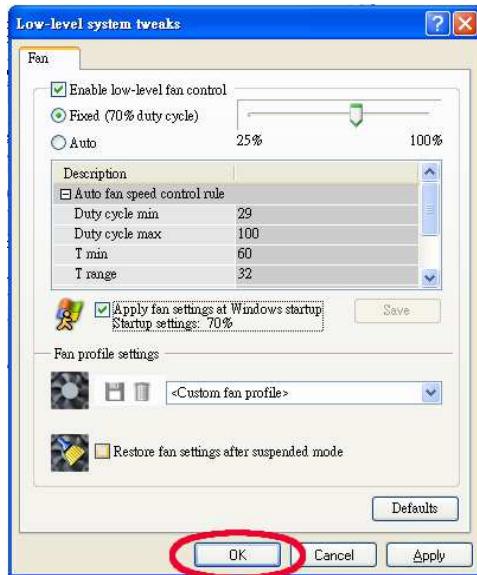 Low-level system tweaks
Fan
Enable low-level fan control
Fixed (70% duty cycle)
Auto
25%
100%
Description
Auto fan speed control rule
Duty cycle min 29
Duty cycle max 100
T min 60
T range 32
Apply fan settings at Windows startup
Startup settings: 70%
Save
Fan profile settings
<Custom fan profile>
Restore fan settings after suspended mode
Defaults
OK Cancel Apply